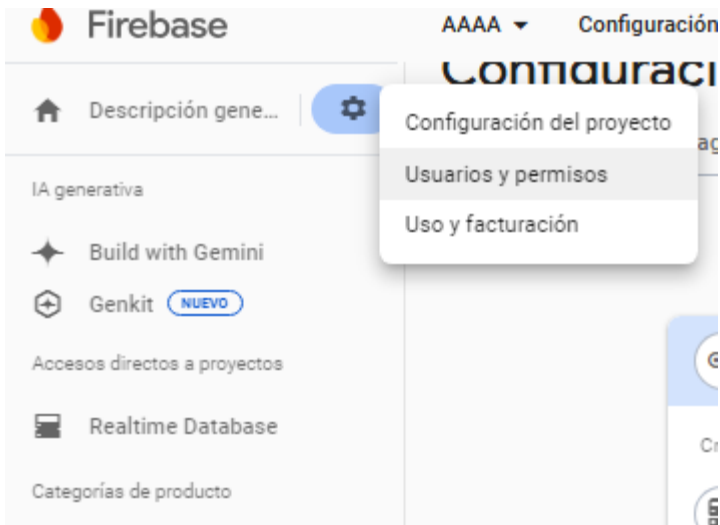 Firebase
AAAA
Configuración
Descripción gene...
Configuración del proyecto
Usuarios y permisos
Uso y facturación
IA generativa
Build with Gemini
Genkit NUEVO
Accesos directos a proyectos
Realtime Database
Categorías de producto